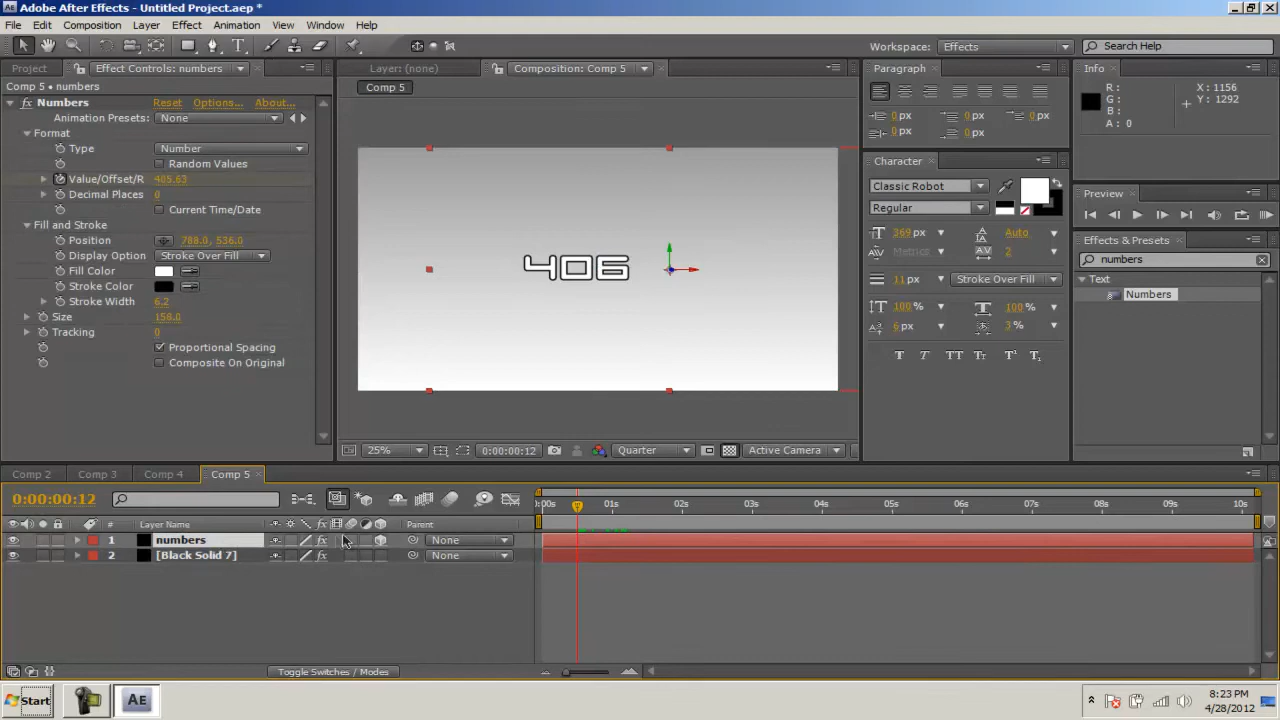 Adobe After Effects - Untitled Project.aep *
File Edit Composition Layer Effect Animation View Window Help
Workspace: Effects Search Help
Project Effect Controls: numbers Layer: (none) Composition: Comp 5 Paragraph Info
Comp 5 • numbers Comp 5
Numbers Reset Options... About...
Animation Presets: None
Format
Type Number
Random Values
Value/Offset/R 405.63
Decimal Places 0
Current Time/Date
Fill and Stroke
Position 788.0, 536.0
Display Option Stroke Over Fill
Fill Color
Stroke Color
Stroke Width 6.2
Size 158.0
Tracking 0
Proportional Spacing
Composite On Original
406
25% 0:00:00:12 Quarter Active Camera
0 px 0 px 0 px
0 px 0 px
Character
Classic Robot
Regular
369 px Auto
Metrics 2
11 px Stroke Over Fill
100 % 100 %
6 px 3 %
T T TT Tt T¹ T₁
R :
G :
B :
A : 0
X : 1156
Y : 1292
Preview
Effects & Presets
numbers
Text
Numbers
Comp 2 Comp 3 Comp 4 Comp 5
0:00:00:12
:00s 01s 02s 03s 04s 05s 06s 07s 08s 09s 10s
# Layer Name fx Parent
1 numbers fx None
2 [Black Solid 7] fx None
Toggle Switches / Modes
Start AE 8:23 PM
4/28/2012